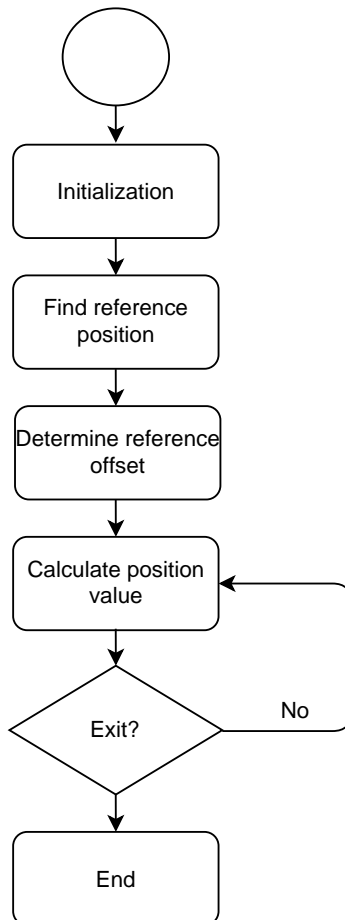 Initialization
Find reference
position
Determine reference
offset
Calculate position
value
Exit?
No
End